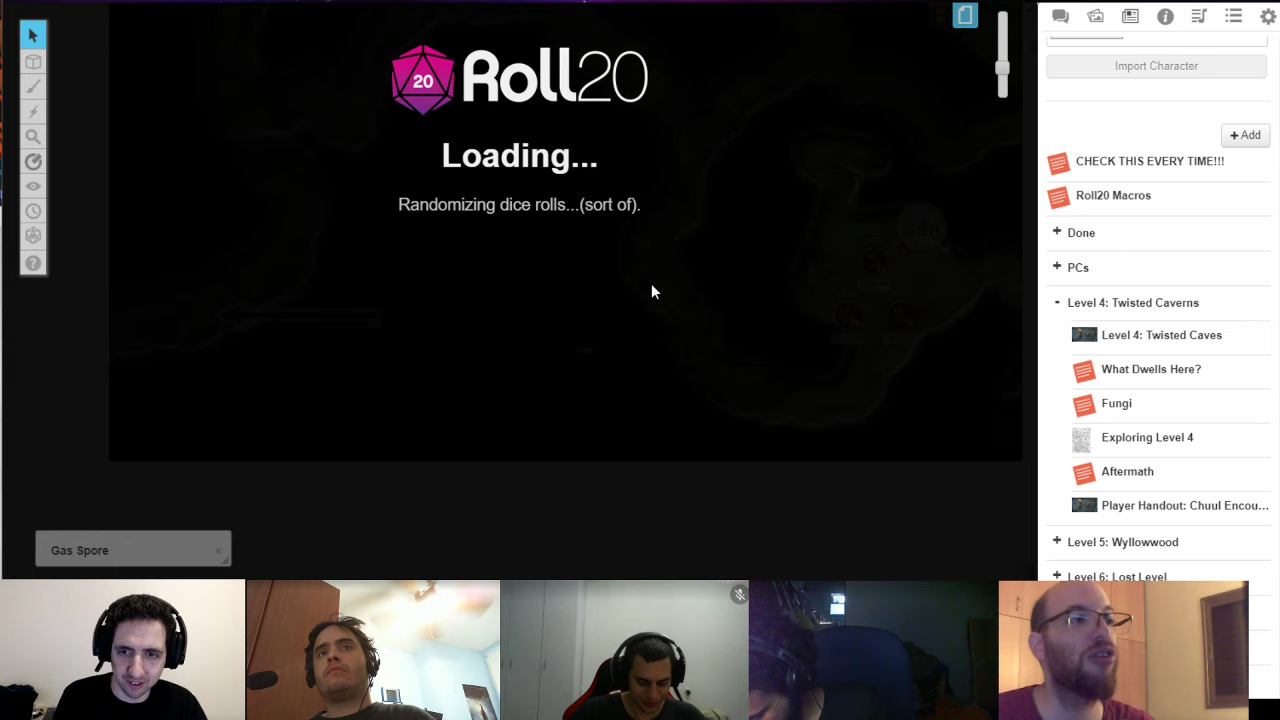 20
Roll20
Loading...
Randomizing dice rolls...(sort of).
Gas Spore
Import Character
+ Add
CHECK THIS EVERY TIME!!!
Roll20 Macros
Done
PCs
Level 4: Twisted Caverns
Level 4: Twisted Caves
What Dwells Here?
Fungi
Exploring Level 4
Aftermath
Player Handout: Chuul Encou...
Level 5: Wyllowwood
Level 6: Lost Level